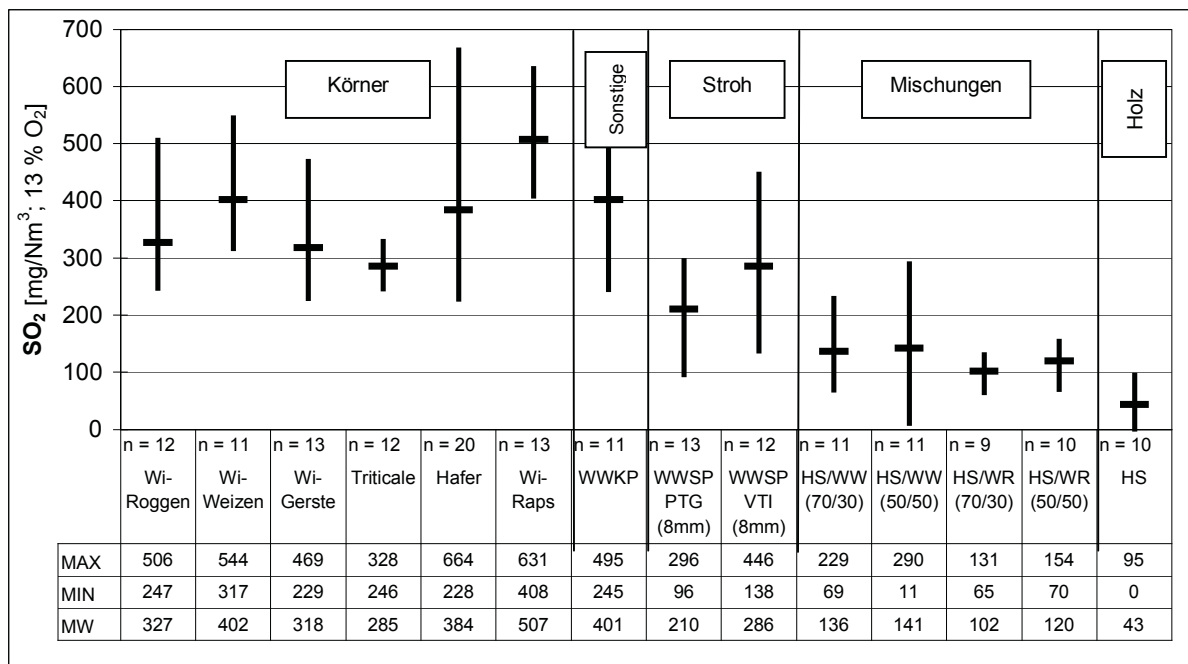 SO₂ [mg/Nm³; 13 % O₂]
700
600
500
400
300
200
100
0
Körner
Sonstige
Stroh
Mischungen
Holz
n = 12 n = 11 n = 13 n = 12 n = 20 n = 13 n = 11 n = 13 n = 12 n = 11 n = 11 n = 9 n = 10 n = 10
Wi- Wi- Wi- Triticale Hafer Wi- WWKP WWSP WWSP HS/WW HS/WW HS/WR HS/WR HS
Roggen Weizen Gerste Raps PTG VTI (70/30) (50/50) (70/30) (50/50)
(8mm) (8mm)
MAX 506 544 469 328 664 631 495 296 446 229 290 131 154 95
MIN 247 317 229 246 228 408 245 96 138 69 11 65 70 0
MW 327 402 318 285 384 507 401 210 286 136 141 102 120 43